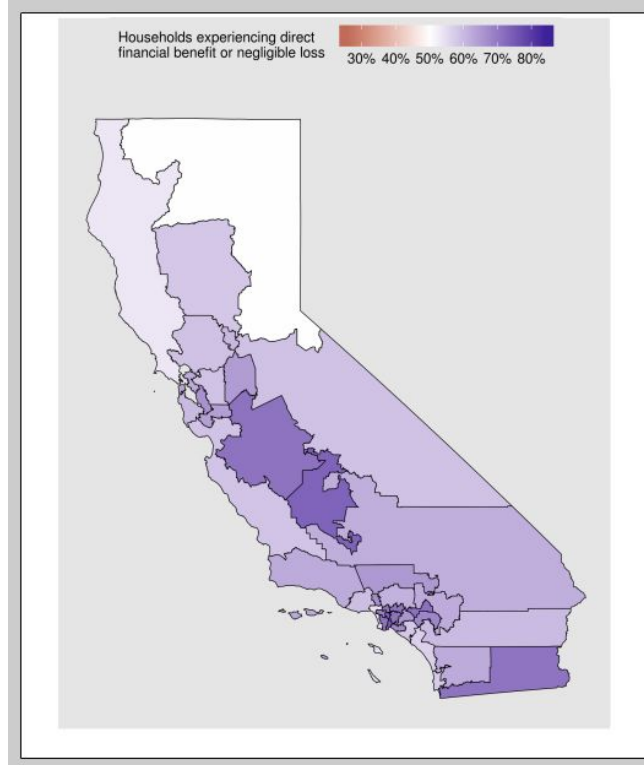 Households experiencing direct
financial benefit or negligible loss
30% 40% 50% 60% 70% 80%